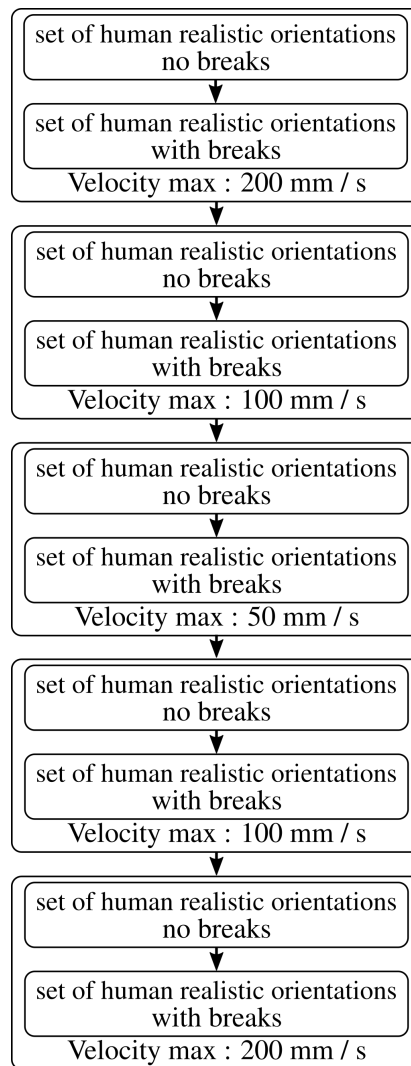 set of human realistic orientations
no breaks
set of human realistic orientations
with breaks
Velocity max : 200 mm / s
set of human realistic orientations
no breaks
set of human realistic orientations
with breaks
Velocity max : 100 mm / s
set of human realistic orientations
no breaks
set of human realistic orientations
with breaks
Velocity max : 50 mm / s
set of human realistic orientations
no breaks
set of human realistic orientations
with breaks
Velocity max : 100 mm / s
set of human realistic orientations
no breaks
set of human realistic orientations
with breaks
Velocity max : 200 mm / s